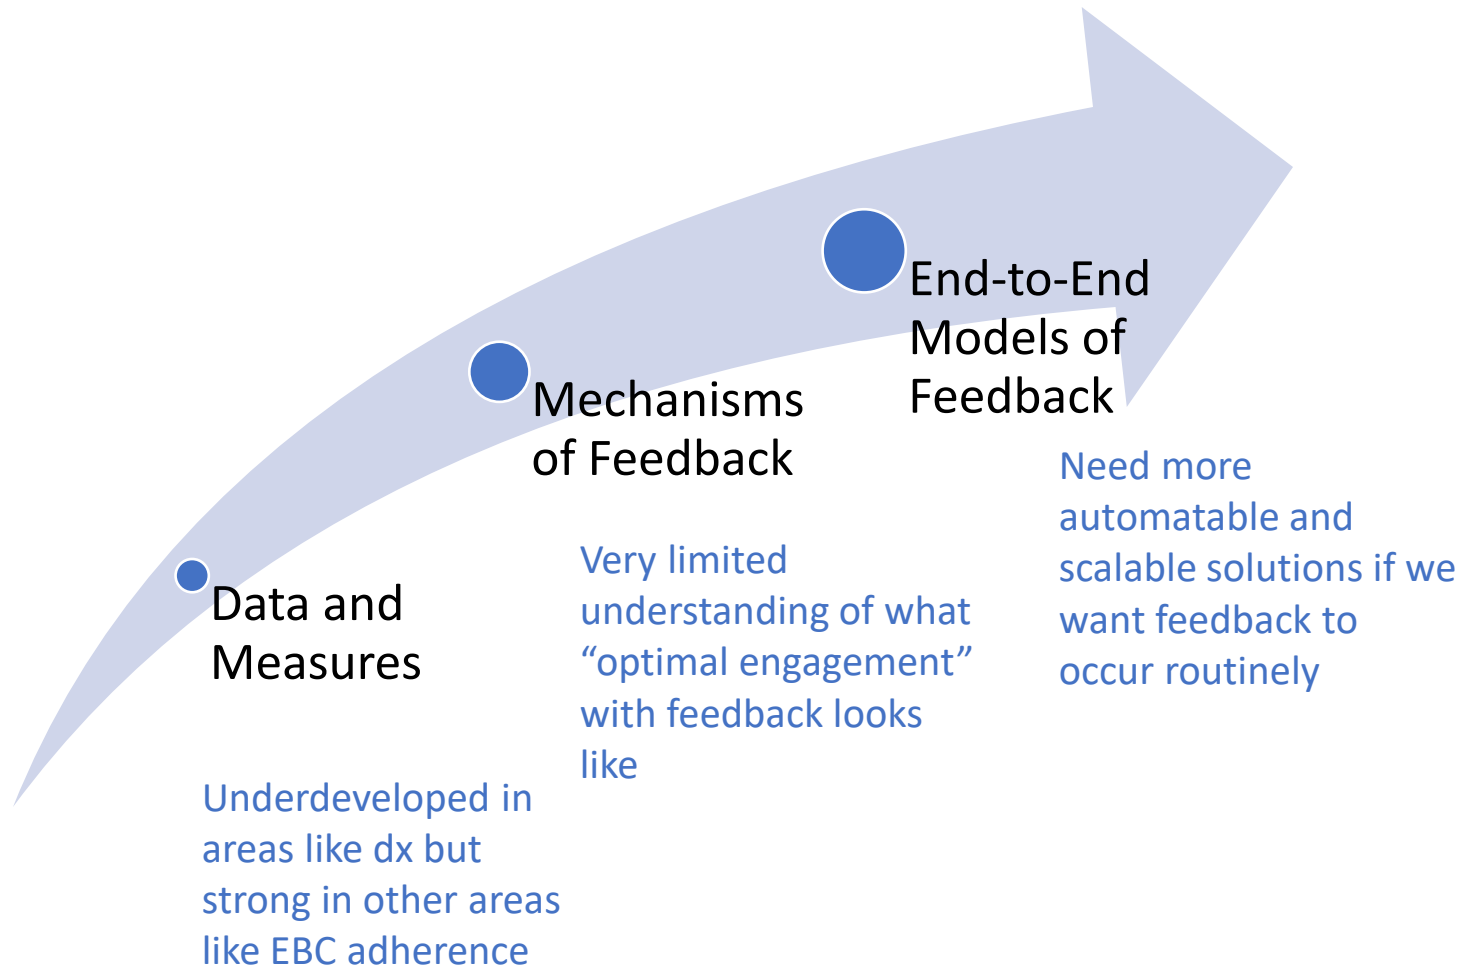 Data and
Measures
Underdeveloped in
areas like dx but
strong in other areas
like EBC adherence
Mechanisms
of Feedback
Very limited
understanding of what
“optimal engagement”
with feedback looks
like
End-to-End
Models of
Feedback
Need more
automatable and
scalable solutions if we
want feedback to
occur routinely